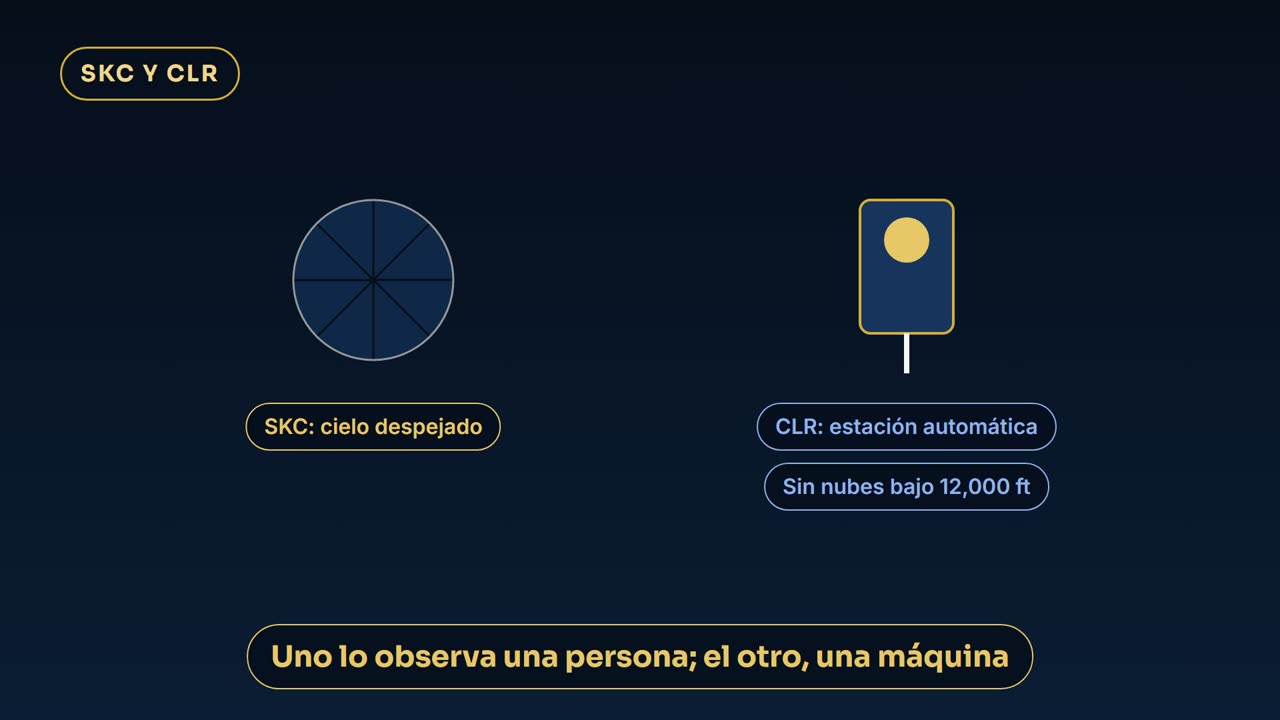 SKC Y CLR
SKC: cielo despejado
CLR: estación automática
Sin nubes bajo 12,000 ft
Uno lo observa una persona; el otro, una máquina